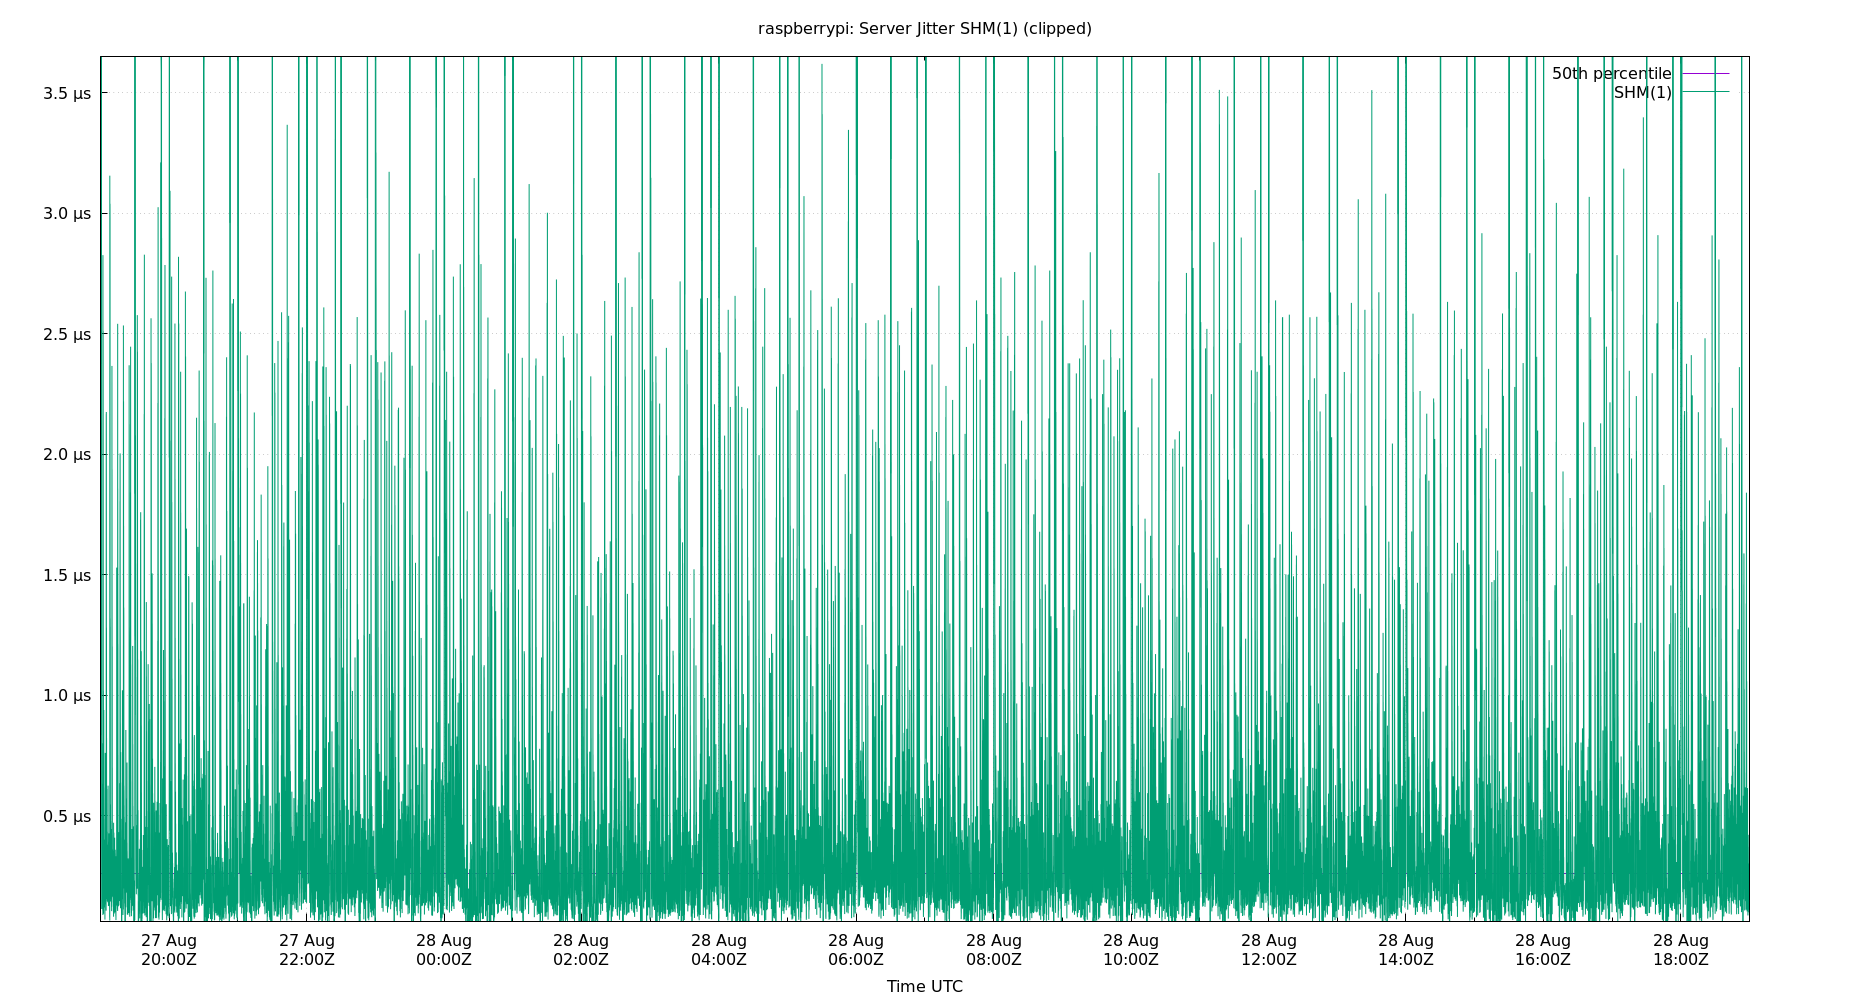 raspberrypi: Server Jitter SHM(1) (clipped)
50th percentile
SHM(1)
3.5 µs
3.0 µs
2.5 µs
2.0 µs
1.5 µs
1.0 µs
0.5 µs
27 Aug 27 Aug 28 Aug 28 Aug 28 Aug 28 Aug 28 Aug 28 Aug 28 Aug 28 Aug 28 Aug 28 Aug
20:00Z 22:00Z 00:00Z 02:00Z 04:00Z 06:00Z 08:00Z 10:00Z 12:00Z 14:00Z 16:00Z 18:00Z
Time UTC